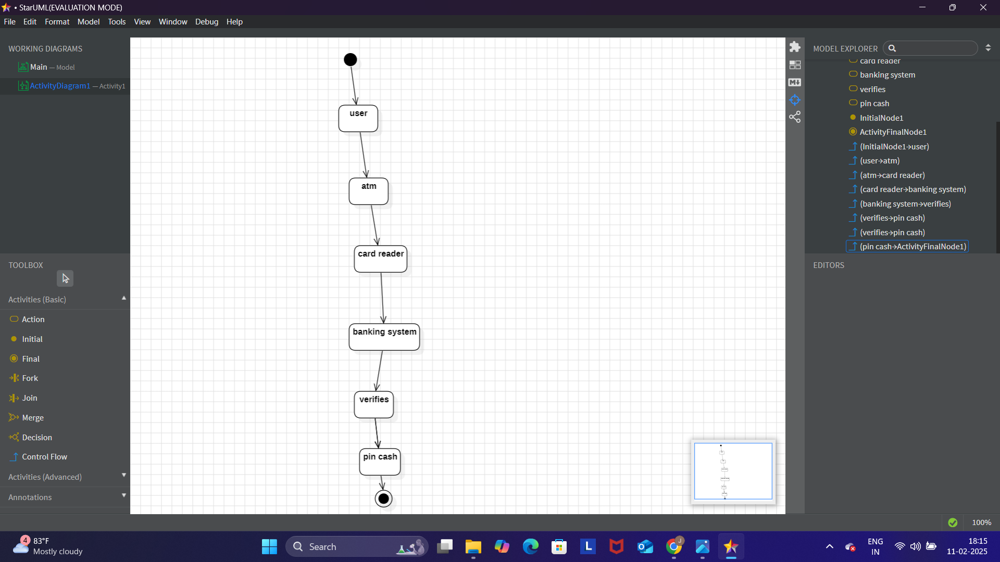 • StarUML(EVALUATION MODE)
File Edit Format Model Tools View Window Debug Help
WORKING DIAGRAMS
Main — Model
ActivityDiagram1 — Activity1
TOOLBOX
Activities (Basic)
Action
Initial
Final
Fork
Join
Merge
Decision
Control Flow
Activities (Advanced)
Annotations
user
atm
card reader
banking system
verifies
pin cash
MODEL EXPLORER
card reader
banking system
verifies
pin cash
InitialNode1
ActivityFinalNode1
(InitialNode1→user)
(user→atm)
(atm→card reader)
(card reader→banking system)
(banking system→verifies)
(verifies→pin cash)
(verifies→pin cash)
(pin cash→ActivityFinalNode1)
EDITORS
100%
4
83°F
Mostly cloudy
Search
L
J
ENG
IN
18:15
11-02-2025